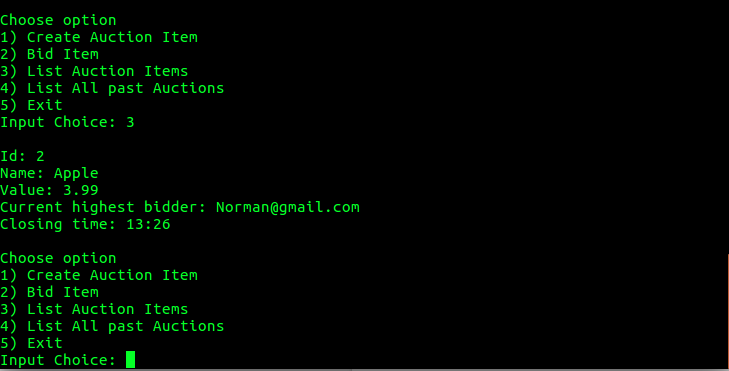 Choose option
1) Create Auction Item
2) Bid Item
3) List Auction Items
4) List All past Auctions
5) Exit
Input Choice: 3
Id: 2
Name: Apple
Value: 3.99
Current highest bidder: Norman@gmail.com
Closing time: 13:26
Choose option
1) Create Auction Item
2) Bid Item
3) List Auction Items
4) List All past Auctions
5) Exit
Input Choice: